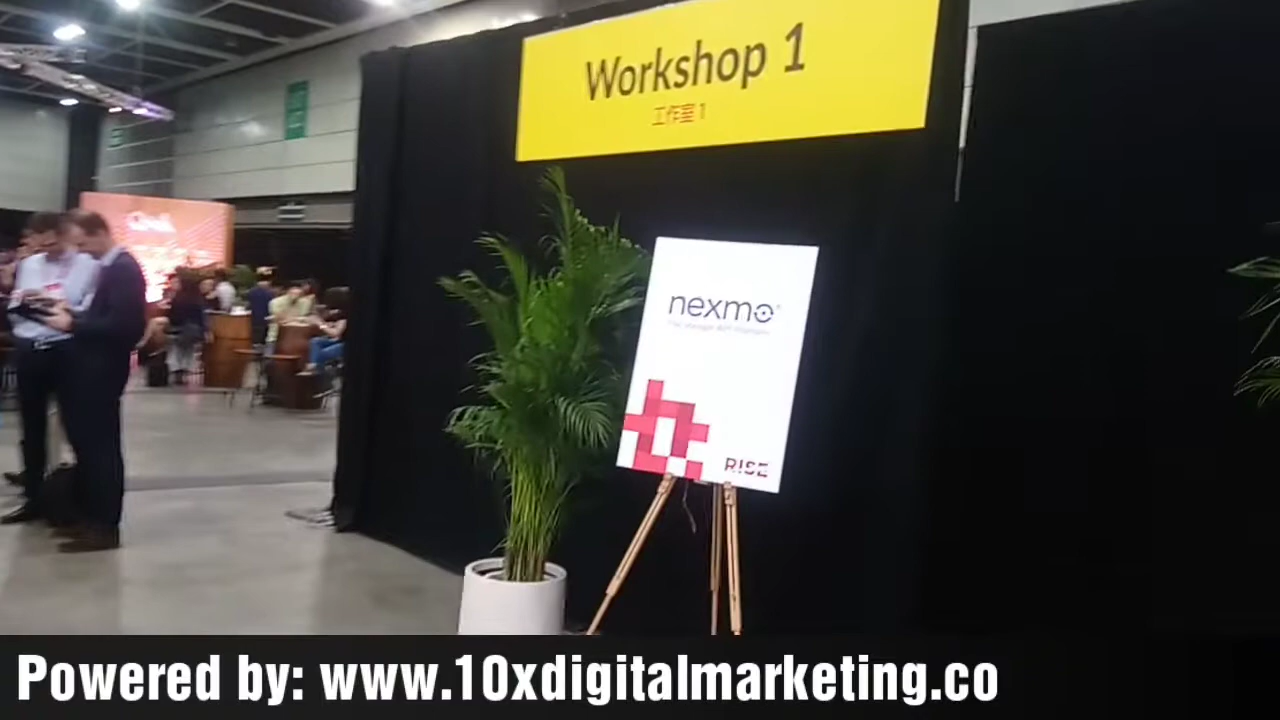 Workshop 1
工作室 1
nexmo
RISE
Powered by: www.10xdigitalmarketing.co